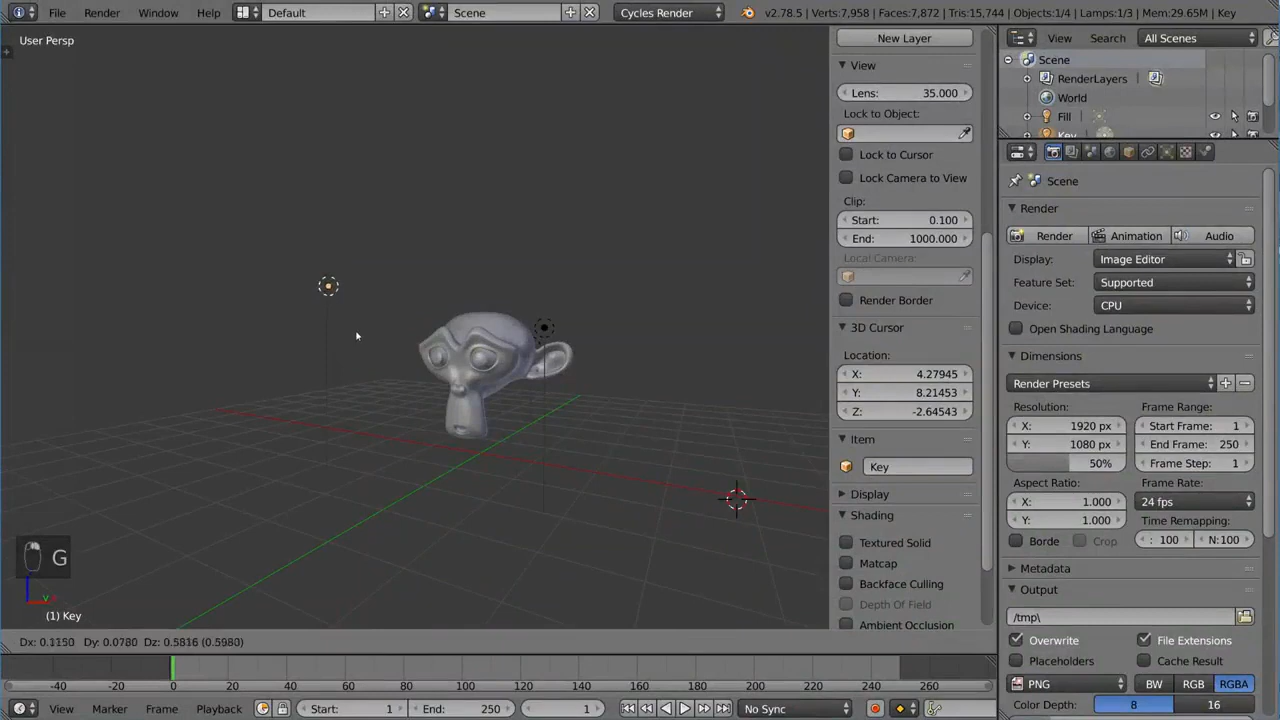 File Render Window Help Default Scene Cycles Render v2.78.5 | Verts:7,958 | Faces:7,872 | Tris:15,744 | Objects:1/4 | Lamps:1/3 | Mem:29.65M | Key
User Persp
New Layer
View
Lens: 35.000
Lock to Object:
Lock to Cursor
Lock Camera to View
Clip:
Start: 0.100
End: 1000.000
Local Camera:
Render Border
3D Cursor
Location:
X: 4.27945
Y: 8.21453
Z: -2.64543
Item
Key
Display
Shading
Textured Solid
Matcap
Backface Culling
Depth Of Field
Ambient Occlusion
View Search All Scenes
Scene
RenderLayers |
World
Fill |
Key
Scene
Render
Render Animation Audio
Display: Image Editor
Feature Set: Supported
Device: CPU
Open Shading Language
Dimensions
Render Presets
Resolution: Frame Range:
X: 1920 px Start Frame: 1
Y: 1080 px End Frame: 250
50% Frame Step: 1
Aspect Ratio: Frame Rate:
X: 1.000 24 fps
Y: 1.000 Time Remapping:
Borde Crop : 100 N:100
Metadata
Output
/tmp\
Overwrite File Extensions
Placeholders Cache Result
PNG BW RGB RGBA
Color Depth: 8 16
G
Y
(1) Key
Dx: 0.1150 Dy: 0.0780 Dz: 0.5816 (0.5980)
-40 -20 0 20 40 60 80 100 120 140 160 180 200 220 240 260
View Marker Frame Playback Start: 1 End: 250 1 No Sync